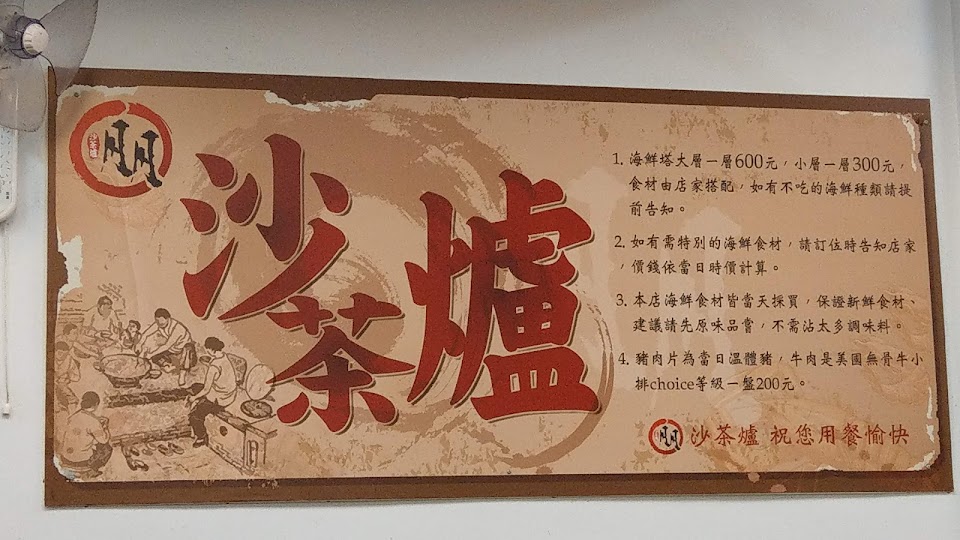 朋
沙茶爐
沙茶爐
1. 海鮮塔大層一層600元，小層一層300元，
食材由店家搭配，如有不吃的海鮮種類請提
前告知。
2. 如有需特別的海鮮食材，請訂位時告知店家
，價錢依當日時價計算。
3. 本店海鮮食材皆當天採買，保證新鮮食材、
建議請先原味品嘗，不需沾太多調味料。
4. 豬肉片為當日溫體豬，牛肉是美國無骨牛小
排choice等級一盤200元。
朋 沙茶爐 祝您用餐愉快